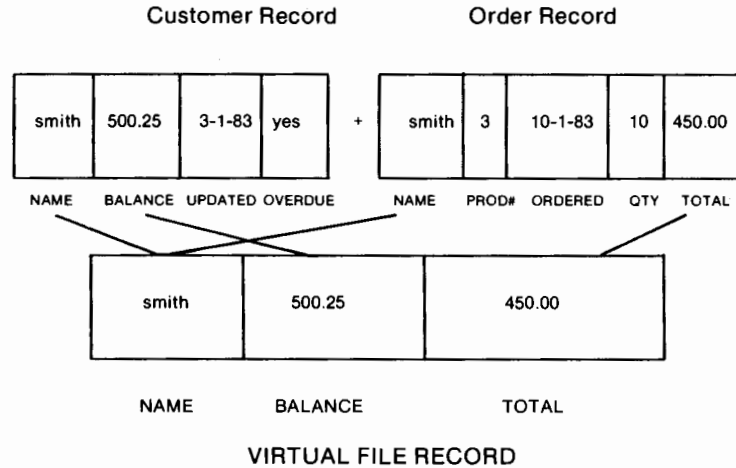 Customer Record Order Record
smith 500.25 3-1-83 yes + smith 3 10-1-83 10 450.00
NAME BALANCE UPDATED OVERDUE NAME PROD# ORDERED QTY TOTAL
smith 500.25 450.00
NAME BALANCE TOTAL
VIRTUAL FILE RECORD